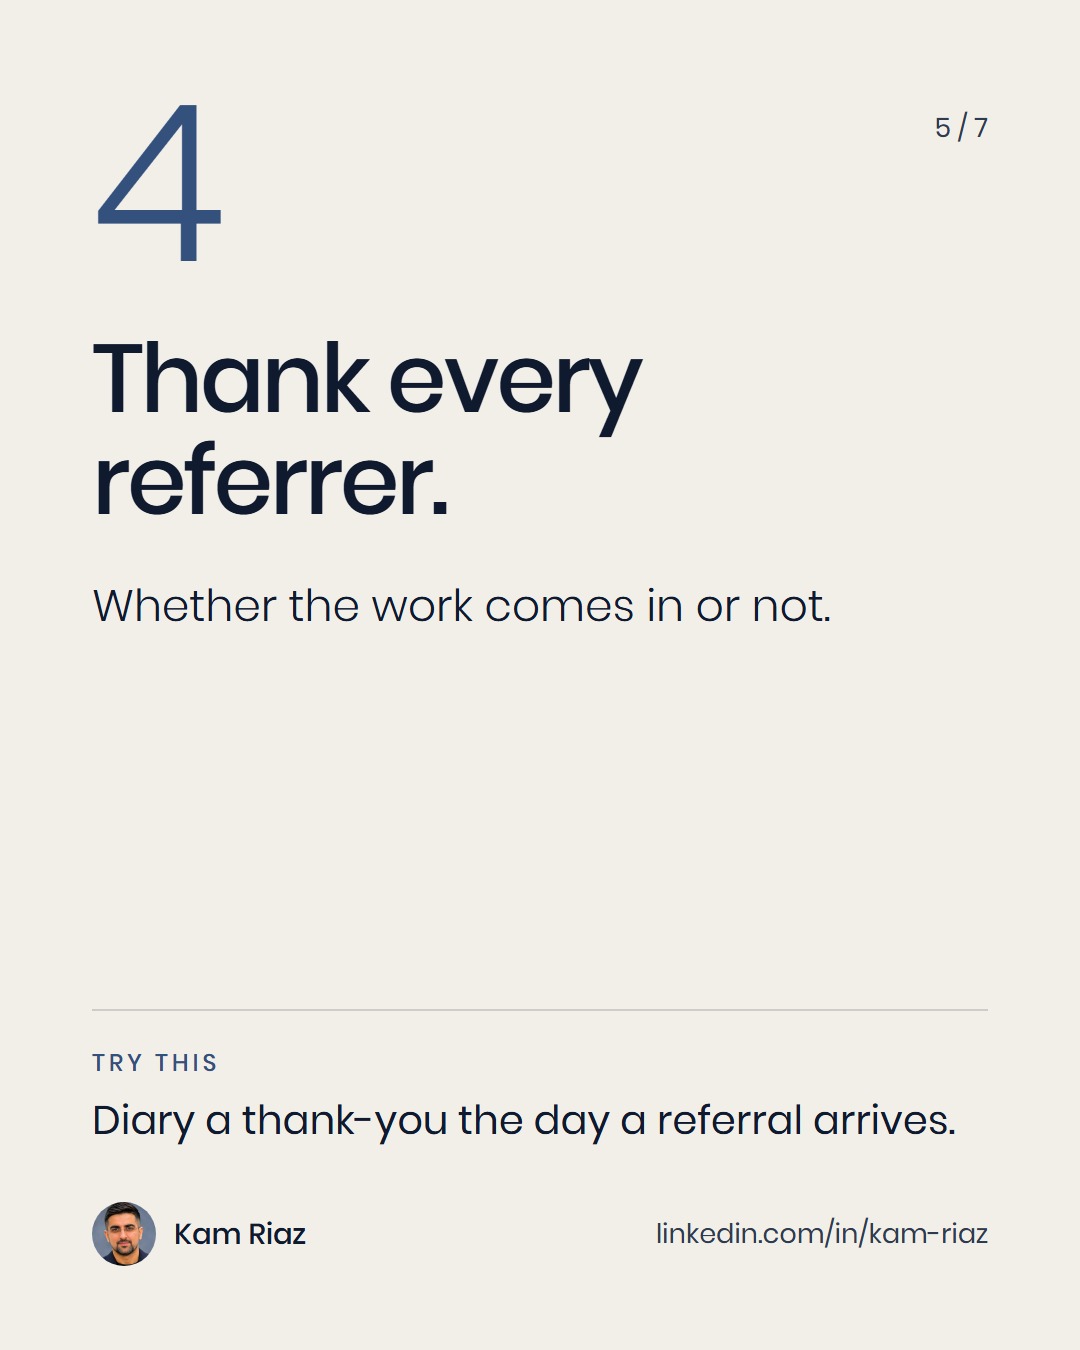 4
5 / 7
Thank every
referrer.
Whether the work comes in or not.
TRY THIS
Diary a thank-you the day a referral arrives.
Kam Riaz
linkedin.com/in/kam-riaz